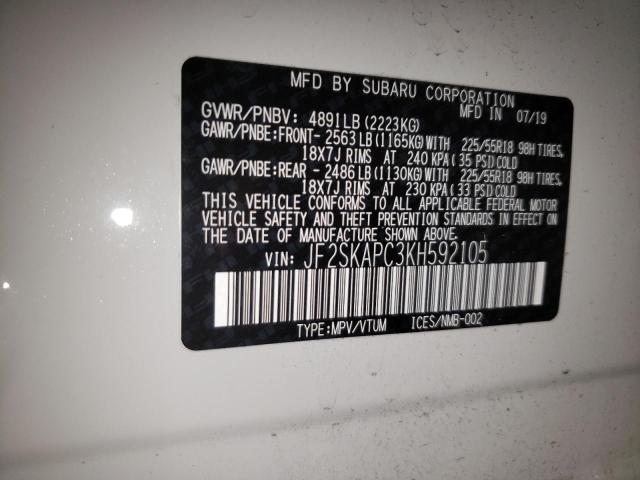 MFD BY SUBARU CORPORATION
GVWR/PNBV: 4891LB(2223KG) MFD IN 07/19
GAWR/PNBE:FRONT- 2563LB(1165KG)WITH 225/55R18 98H TIRES,
18X7J RIMS AT 240 KPA(35 PSI)COLD
GAWR/PNBE:REAR - 2486LB(1130KG)WITH 225/55R18 98H TIRES,
18X7J RIMS AT 230 KPA(33 PSI)COLD
THIS VEHICLE CONFORMS TO ALL APPLICABLE FEDERAL MOTOR
VEHICLE SAFETY AND THEFT PREVENTION STANDARDS IN EFFECT ON
THE DATE OF MANUFACTURE SHOWN ABOVE.
VIN: JF2SKAPC3KH592105
TYPE:MPV/VTUM ICES/NMB-002